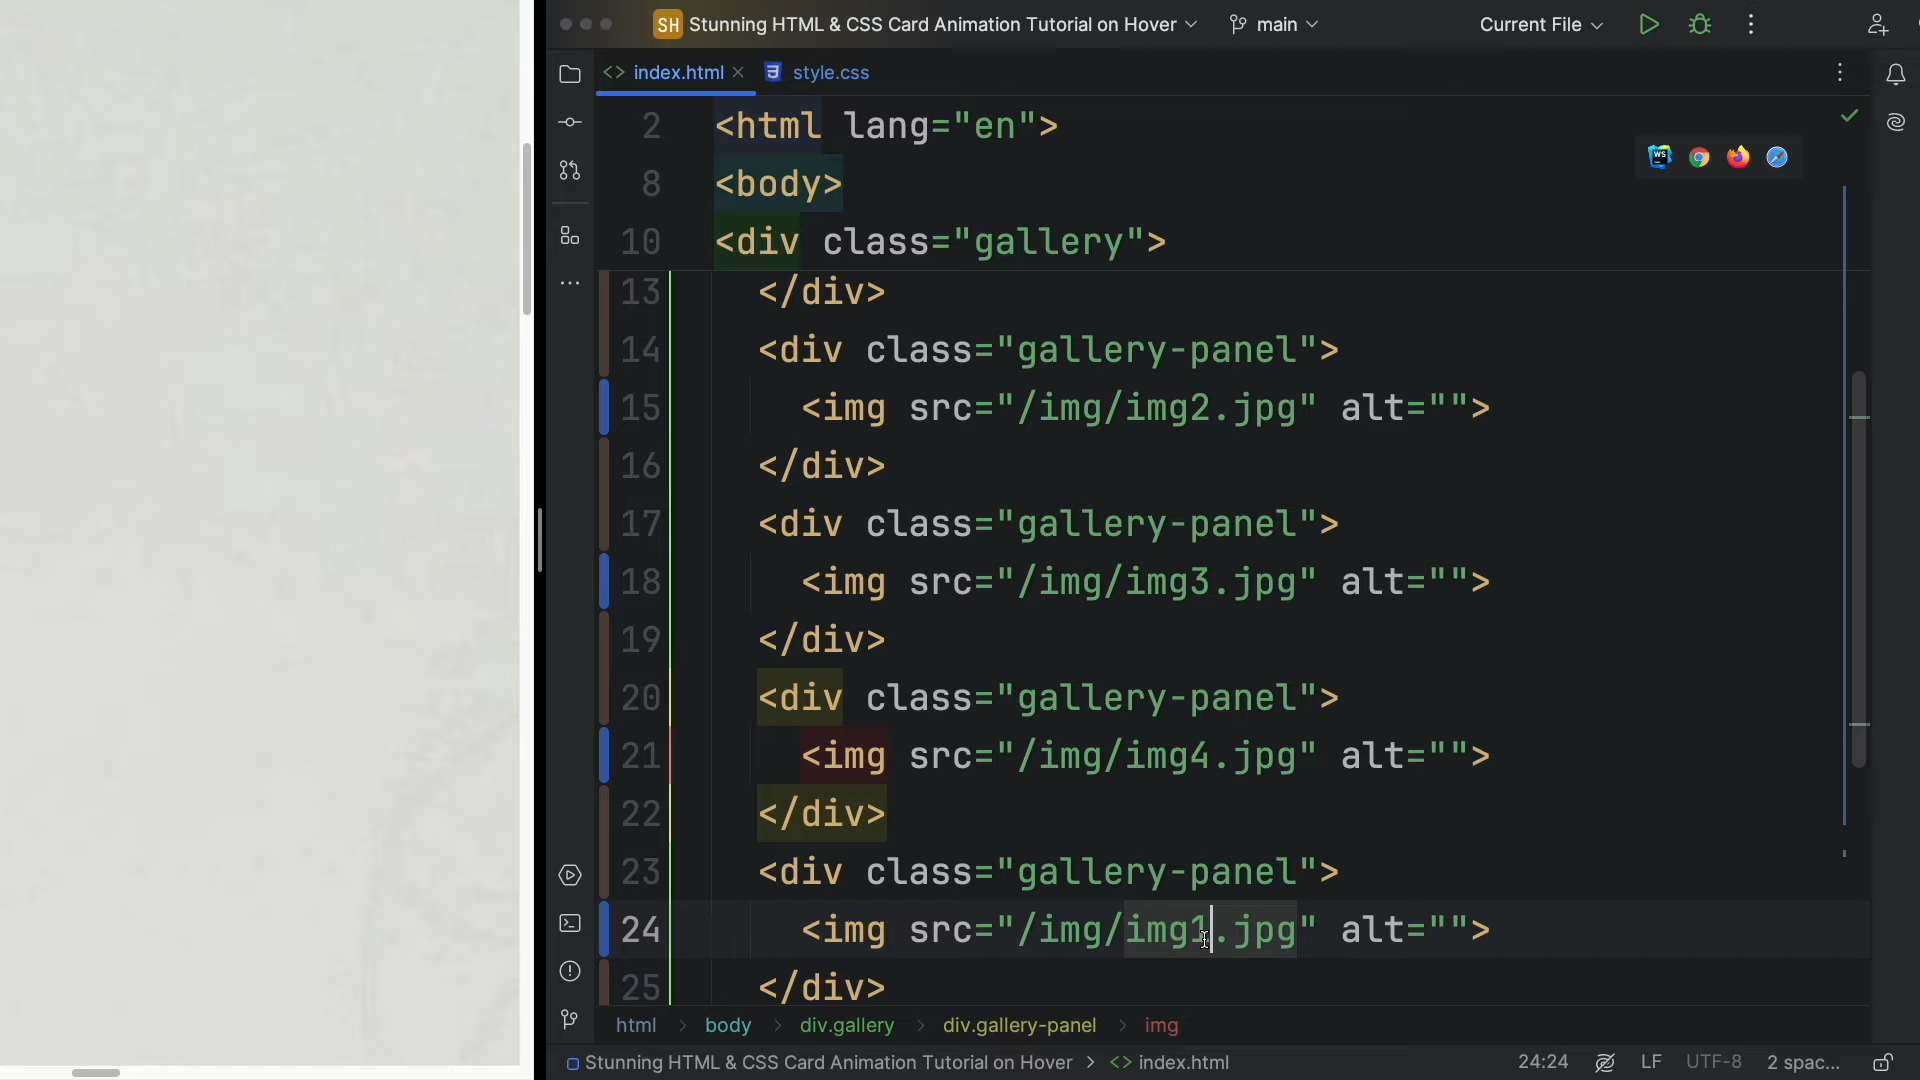 SH Stunning HTML & CSS Card Animation Tutorial on Hover main Current File
index.html style.css
2 <html lang="en">
WS
8 <body>
10 <div class="gallery">
13 </div>
14 <div class="gallery-panel">
15 <img src="/img/img2.jpg" alt="">
16 </div>
17 <div class="gallery-panel">
18 <img src="/img/img3.jpg" alt="">
19 </div>
20 <div class="gallery-panel">
21 <img src="/img/img4.jpg" alt="">
22 </div>
23 <div class="gallery-panel">
24 <img src="/img/img1.jpg" alt="">
25 </div>
html > body > div.gallery > div.gallery-panel > img
Stunning HTML & CSS Card Animation Tutorial on Hover > <> index.html 24:24 LF UTF-8 2 spac...